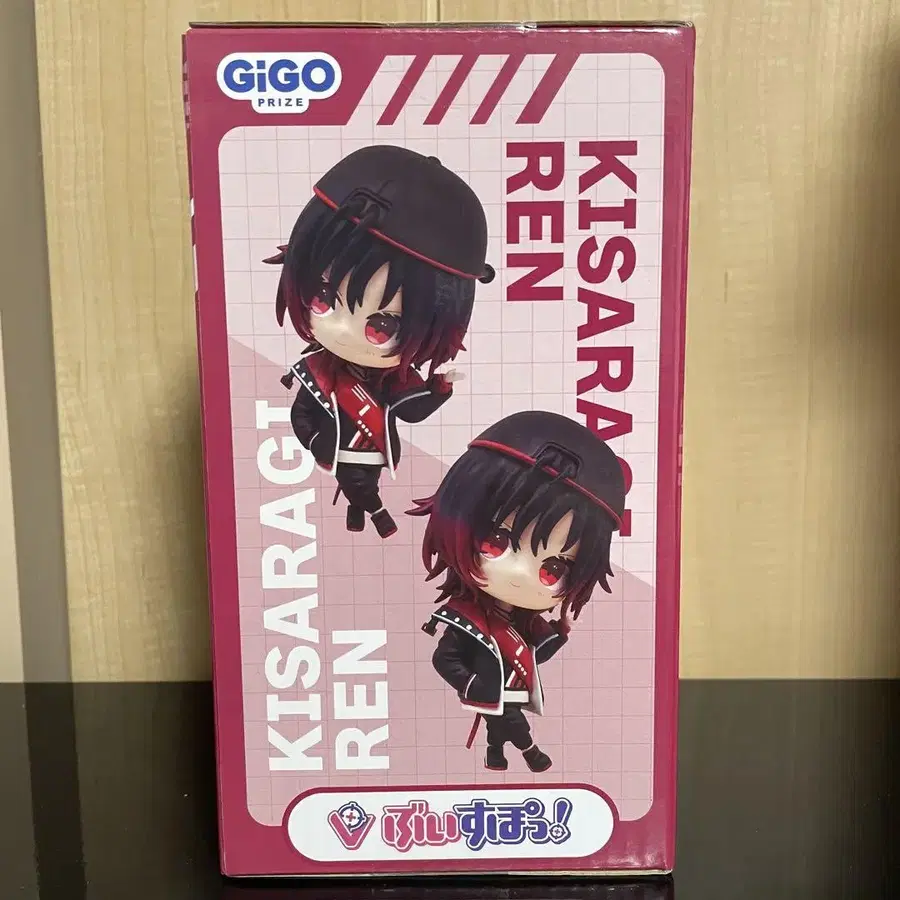 GiGO
PRIZE
KISARAGI
REN
KISARAGI
REN
ぶいすぽっ!